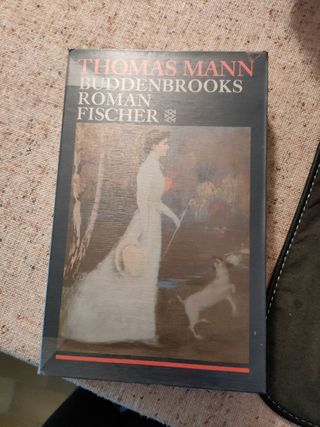 THOMAS MANN
BUDDENBROOKS
ROMAN
FISCHER